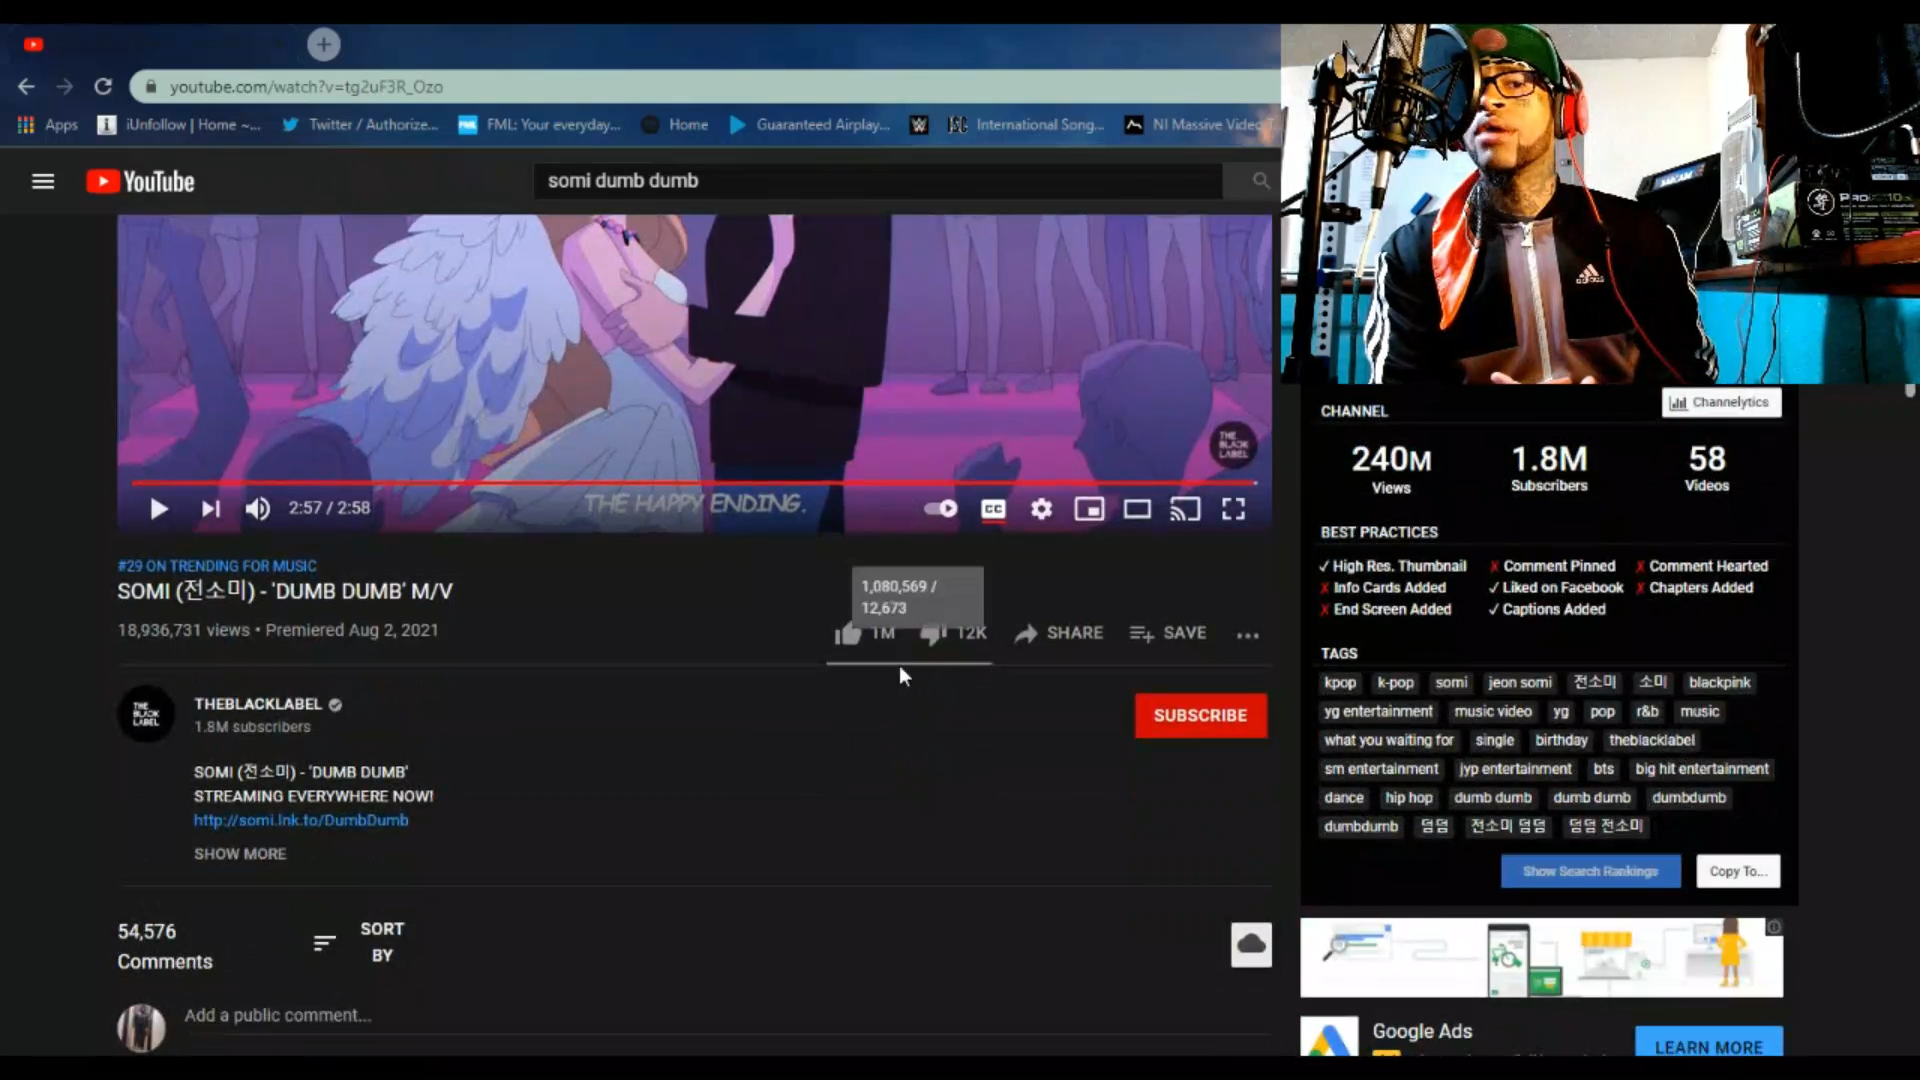 youtube.com/watch?v=tg2uF3R_Ozo
Apps iUnfollow | Home ~... Twitter / Authorize... FML: Your everyday... Home Guaranteed Airplay... International Song... NI Massive Video T
YouTube
somi dumb dumb
THE BLACK LABEL
THE HAPPY ENDING.
2:57 / 2:58
CC
#29 ON TRENDING FOR MUSIC
SOMI (전소미) - 'DUMB DUMB' M/V
18,936,731 views • Premiered Aug 2, 2021
1,080,569 /
12,673
1M 12K SHARE SAVE
THE BLACK LABEL
THEBLACKLABEL
1.8M subscribers
SUBSCRIBE
SOMI (전소미) - 'DUMB DUMB'
STREAMING EVERYWHERE NOW!
http://somi.lnk.to/DumbDumb
SHOW MORE
54,576
Comments
SORT
BY
Add a public comment...
adidas
CHANNEL
Channelytics
240M 1.8M 58
Views Subscribers Videos
BEST PRACTICES
✓ High Res. Thumbnail ✗ Comment Pinned ✗ Comment Hearted
✗ Info Cards Added ✓ Liked on Facebook ✗ Chapters Added
✗ End Screen Added ✓ Captions Added
TAGS
kpop k-pop somi jeon somi 전소미 소미 blackpink
yg entertainment music video yg pop r&b music
what you waiting for single birthday theblacklabel
sm entertainment jyp entertainment bts big hit entertainment
dance hip hop dumb dumb dumb dumb dumbdumb
dumbdumb 덤덤 전소미 덤덤 덤덤 전소미
Show Search Rankings Copy To...
Google Ads
LEARN MORE